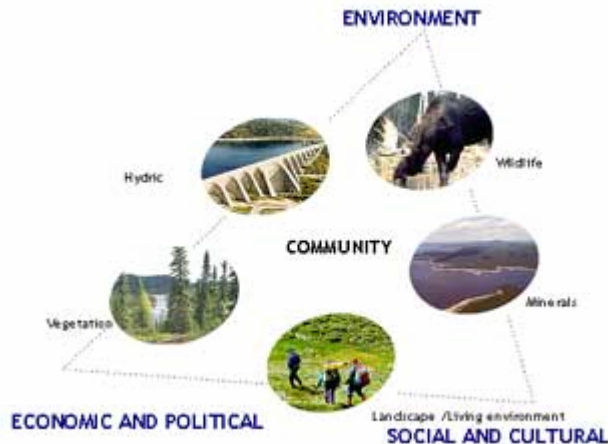 ENVIRONMENT
Hydric
Wildlife
COMMUNITY
Minerals
Vegetation
Landscape /Living environment
ECONOMIC AND POLITICAL
SOCIAL AND CULTURAL